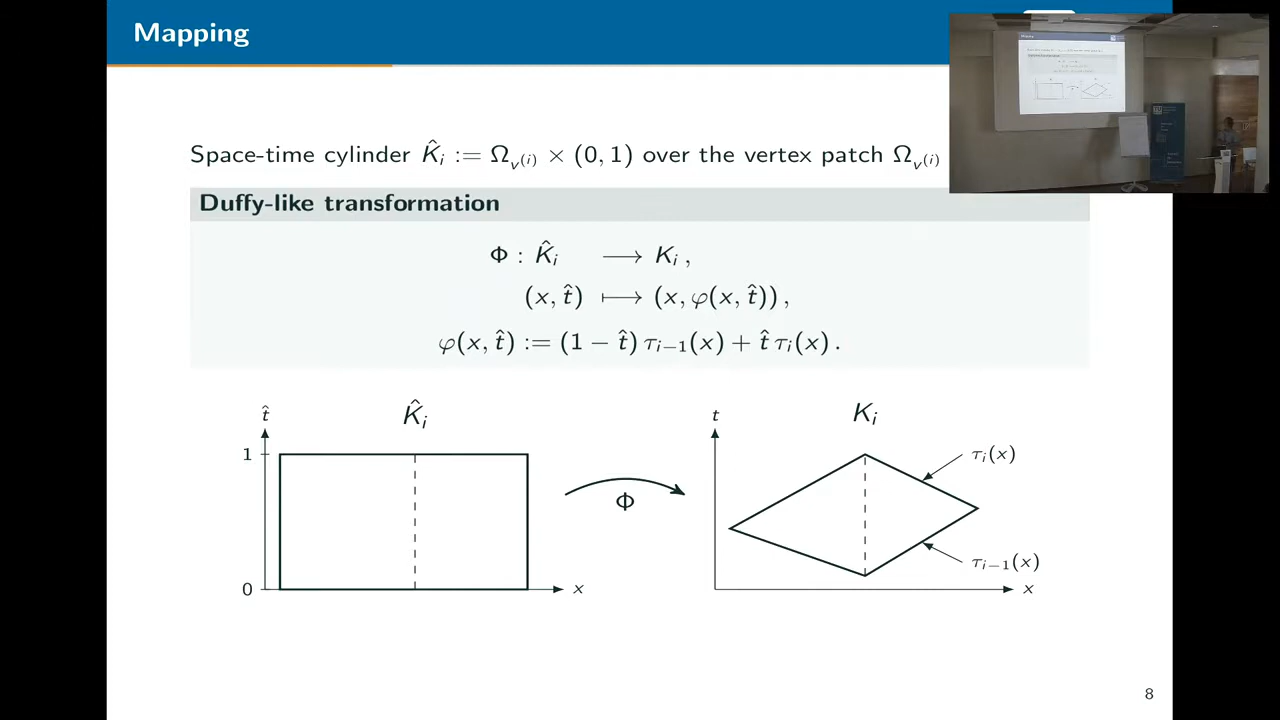 Mapping
Space-time cylinder K̂ᵢ := Ω_{v^{(i)}} × (0, 1) over the vertex patch Ω_{v^{(i)}}
Duffy-like transformation
Φ : K̂ᵢ ⟶ Kᵢ ,
(x, t̂) ⟼ (x, φ(x, t̂)) ,
φ(x, t̂) := (1 − t̂) τᵢ₋₁(x) + t̂ τᵢ(x) .
t̂
K̂ᵢ
1
0
x
Φ
t
Kᵢ
τᵢ(x)
τᵢ₋₁(x)
x
8